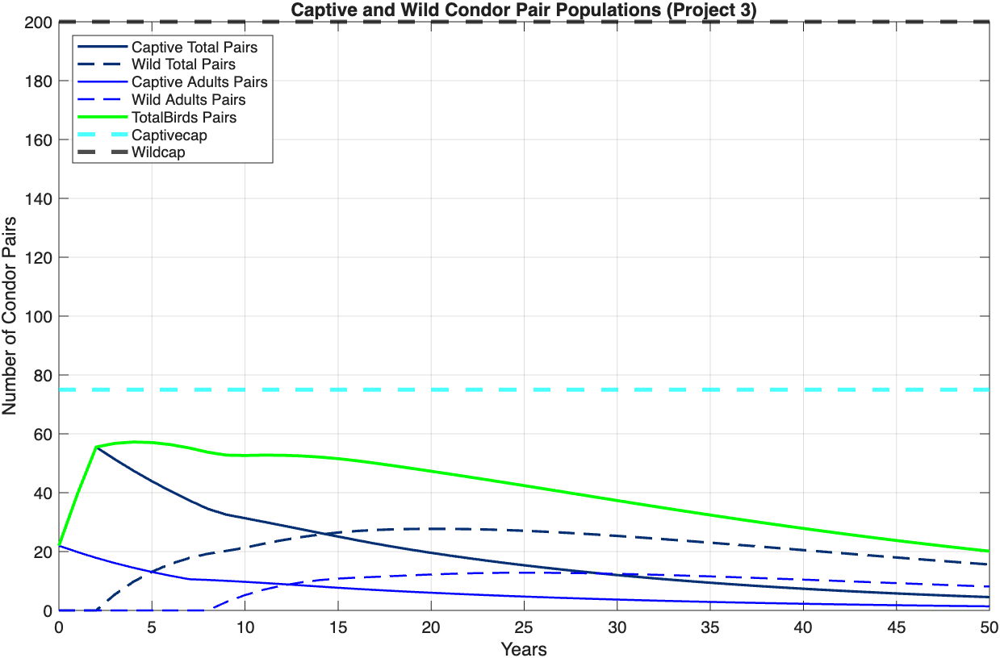 Captive and Wild Condor Pair Populations (Project 3)
200
180
160
140
120
100
80
60
40
20
0
Number of Condor Pairs
Captive Total Pairs
Wild Total Pairs
Captive Adults Pairs
Wild Adults Pairs
TotalBirds Pairs
Captivecap
Wildcap
0 5 10 15 20 25 30 35 40 45 50
Years